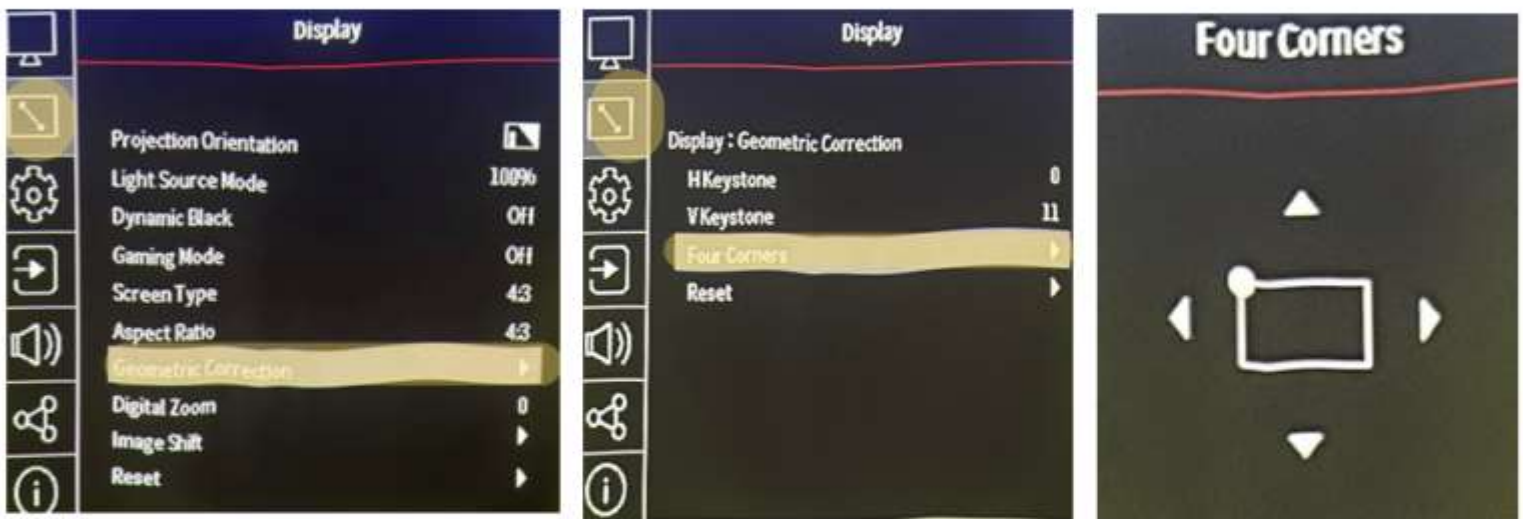 Display
Projection Orientation
Light Source Mode 100%
Dynamic Black Off
Gaming Mode Off
Screen Type 4:3
Aspect Ratio 4:3
Geometric Correction
Digital Zoom 0
Image Shift
Reset
Display
Display : Geometric Correction
H Keystone 0
V Keystone 11
Four Corners
Reset
Four Corners